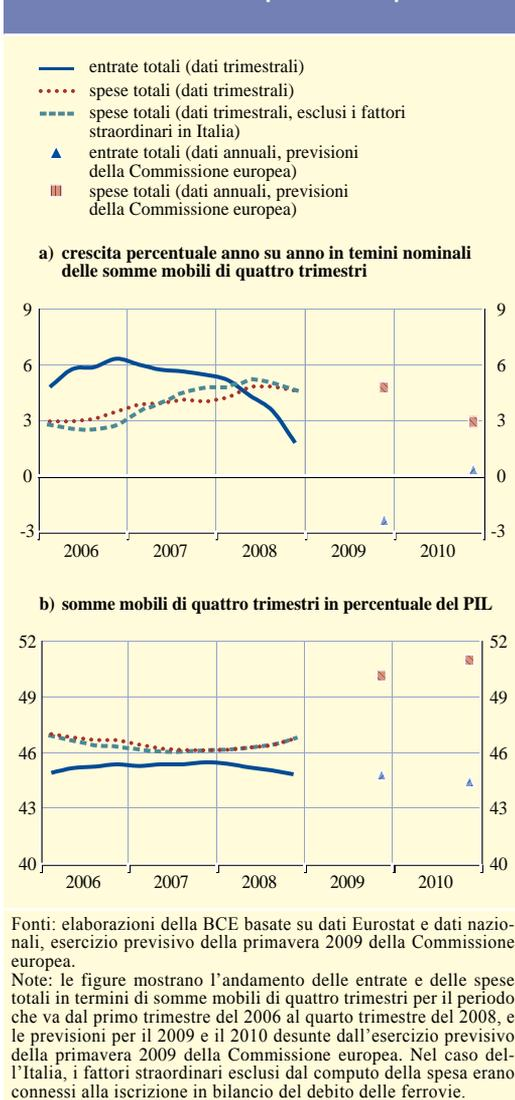 entrate totali (dati trimestrali)
spese totali (dati trimestrali)
spese totali (dati trimestrali, esclusi i fattori
straordinari in Italia)
entrate totali (dati annuali, previsioni
della Commissione europea)
spese totali (dati annuali, previsioni
della Commissione europea)
a) crescita percentuale anno su anno in temini nominali
delle somme mobili di quattro trimestri
9 9
6 6
3 3
0 0
-3 -3
2006 2007 2008 2009 2010
b) somme mobili di quattro trimestri in percentuale del PIL
52 52
49 49
46 46
43 43
40 40
2006 2007 2008 2009 2010
Fonti: elaborazioni della BCE basate su dati Eurostat e dati nazio-
nali, esercizio previsivo della primavera 2009 della Commissione
europea.
Note: le figure mostrano l'andamento delle entrate e delle spese
totali in termini di somme mobili di quattro trimestri per il periodo
che va dal primo trimestre del 2006 al quarto trimestre del 2008, e
le previsioni per il 2009 e il 2010 desunte dall'esercizio previsivo
della primavera 2009 della Commissione europea. Nel caso del-
l'Italia, i fattori straordinari esclusi dal computo della spesa erano
connessi alla iscrizione in bilancio del debito delle ferrovie.